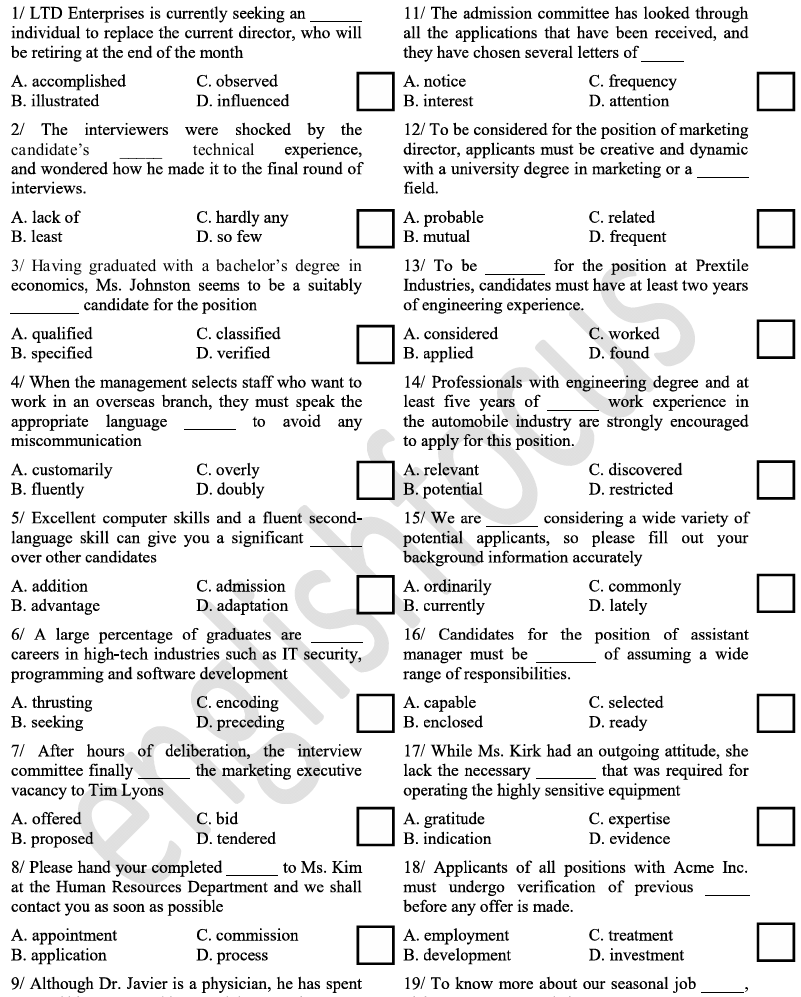 1/ LTD Enterprises is currently seeking an ______
individual to replace the current director, who will
be retiring at the end of the month
A. accomplished C. observed
B. illustrated D. influenced
2/ The interviewers were shocked by the
candidate’s _____ technical experience,
and wondered how he made it to the final round of
interviews.
A. lack of C. hardly any
B. least D. so few
3/ Having graduated with a bachelor’s degree in
economics, Ms. Johnston seems to be a suitably
________ candidate for the position
A. qualified C. classified
B. specified D. verified
4/ When the management selects staff who want to
work in an overseas branch, they must speak the
appropriate language ______ to avoid any
miscommunication
A. customarily C. overly
B. fluently D. doubly
5/ Excellent computer skills and a fluent second-
language skill can give you a significant ______
over other candidates
A. addition C. admission
B. advantage D. adaptation
6/ A large percentage of graduates are ______
careers in high-tech industries such as IT security,
programming and software development
A. thrusting C. encoding
B. seeking D. preceding
7/ After hours of deliberation, the interview
committee finally ______ the marketing executive
vacancy to Tim Lyons
A. offered C. bid
B. proposed D. tendered
8/ Please hand your completed ______ to Ms. Kim
at the Human Resources Department and we shall
contact you as soon as possible
A. appointment C. commission
B. application D. process
9/ Although Dr. Javier is a physician, he has spent
11/ The admission committee has looked through
all the applications that have been received, and
they have chosen several letters of _____
A. notice C. frequency
B. interest D. attention
12/ To be considered for the position of marketing
director, applicants must be creative and dynamic
with a university degree in marketing or a ______
field.
A. probable C. related
B. mutual D. frequent
13/ To be _______ for the position at Prextile
Industries, candidates must have at least two years
of engineering experience.
A. considered C. worked
B. applied D. found
14/ Professionals with engineering degree and at
least five years of ______ work experience in
the automobile industry are strongly encouraged
to apply for this position.
A. relevant C. discovered
B. potential D. restricted
15/ We are ______ considering a wide variety of
potential applicants, so please fill out your
background information accurately
A. ordinarily C. commonly
B. currently D. lately
16/ Candidates for the position of assistant
manager must be _______ of assuming a wide
range of responsibilities.
A. capable C. selected
B. enclosed D. ready
17/ While Ms. Kirk had an outgoing attitude, she
lack the necessary _______ that was required for
operating the highly sensitive equipment
A. gratitude C. expertise
B. indication D. evidence
18/ Applicants of all positions with Acme Inc.
must undergo verification of previous _____
before any offer is made.
A. employment C. treatment
B. development D. investment
19/ To know more about our seasonal job _____,
englishfocus